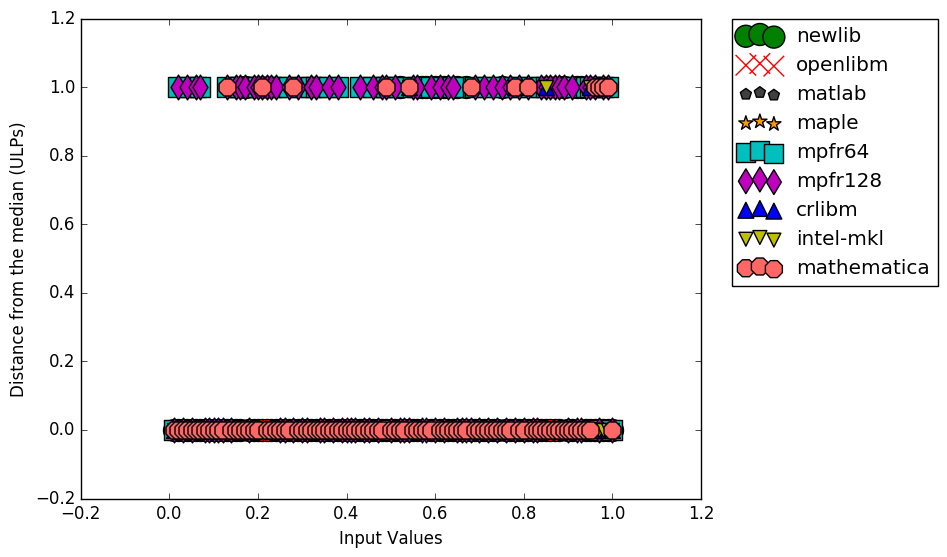 1.2
1.0
0.8
0.6
0.4
0.2
0.0
−0.2
Distance from the median (ULPs)
−0.2 0.0 0.2 0.4 0.6 0.8 1.0 1.2
Input Values
newlib
openlibm
matlab
maple
mpfr64
mpfr128
crlibm
intel-mkl
mathematica